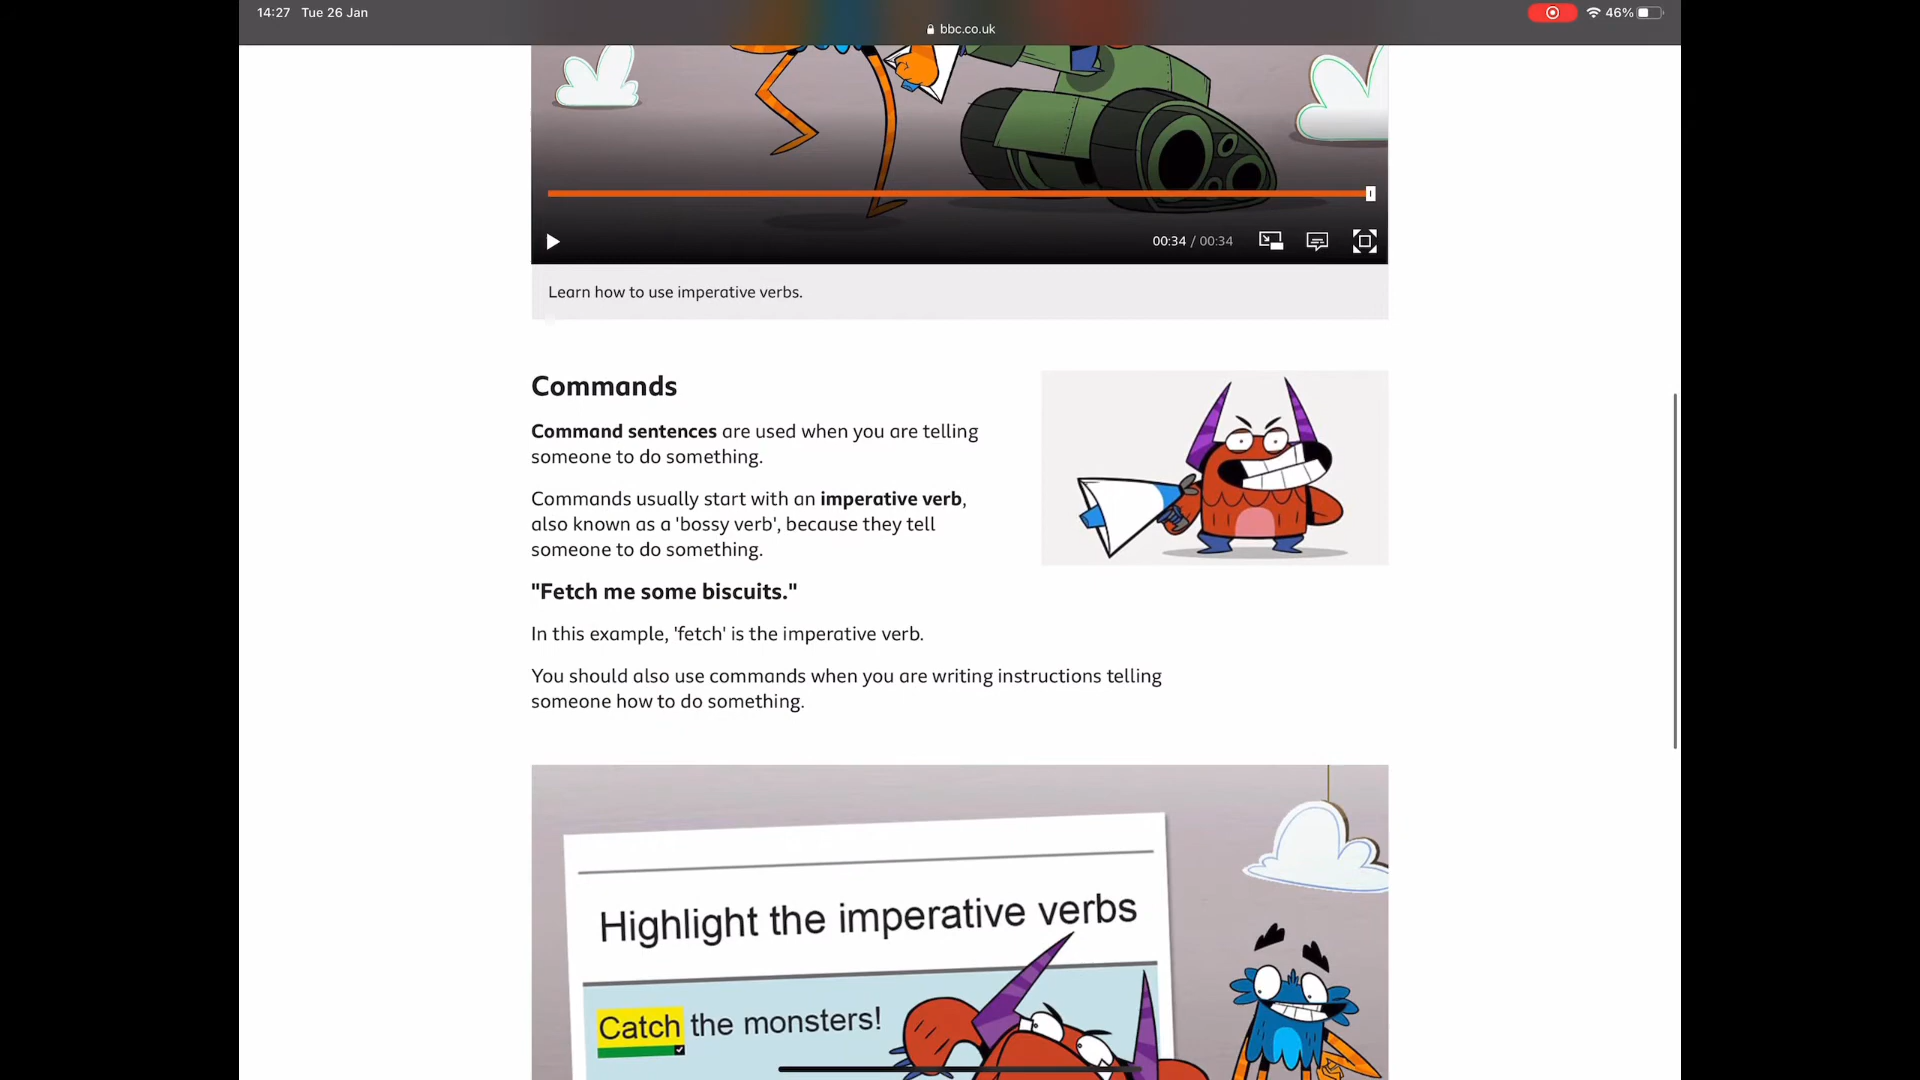 14:27 Tue 26 Jan
46%
bbc.co.uk
00:34 / 00:34
Learn how to use imperative verbs.
Commands
Command sentences are used when you are telling
someone to do something.
Commands usually start with an imperative verb,
also known as a 'bossy verb', because they tell
someone to do something.
"Fetch me some biscuits."
In this example, 'fetch' is the imperative verb.
You should also use commands when you are writing instructions telling
someone how to do something.
Highlight the imperative verbs
Catch the monsters!